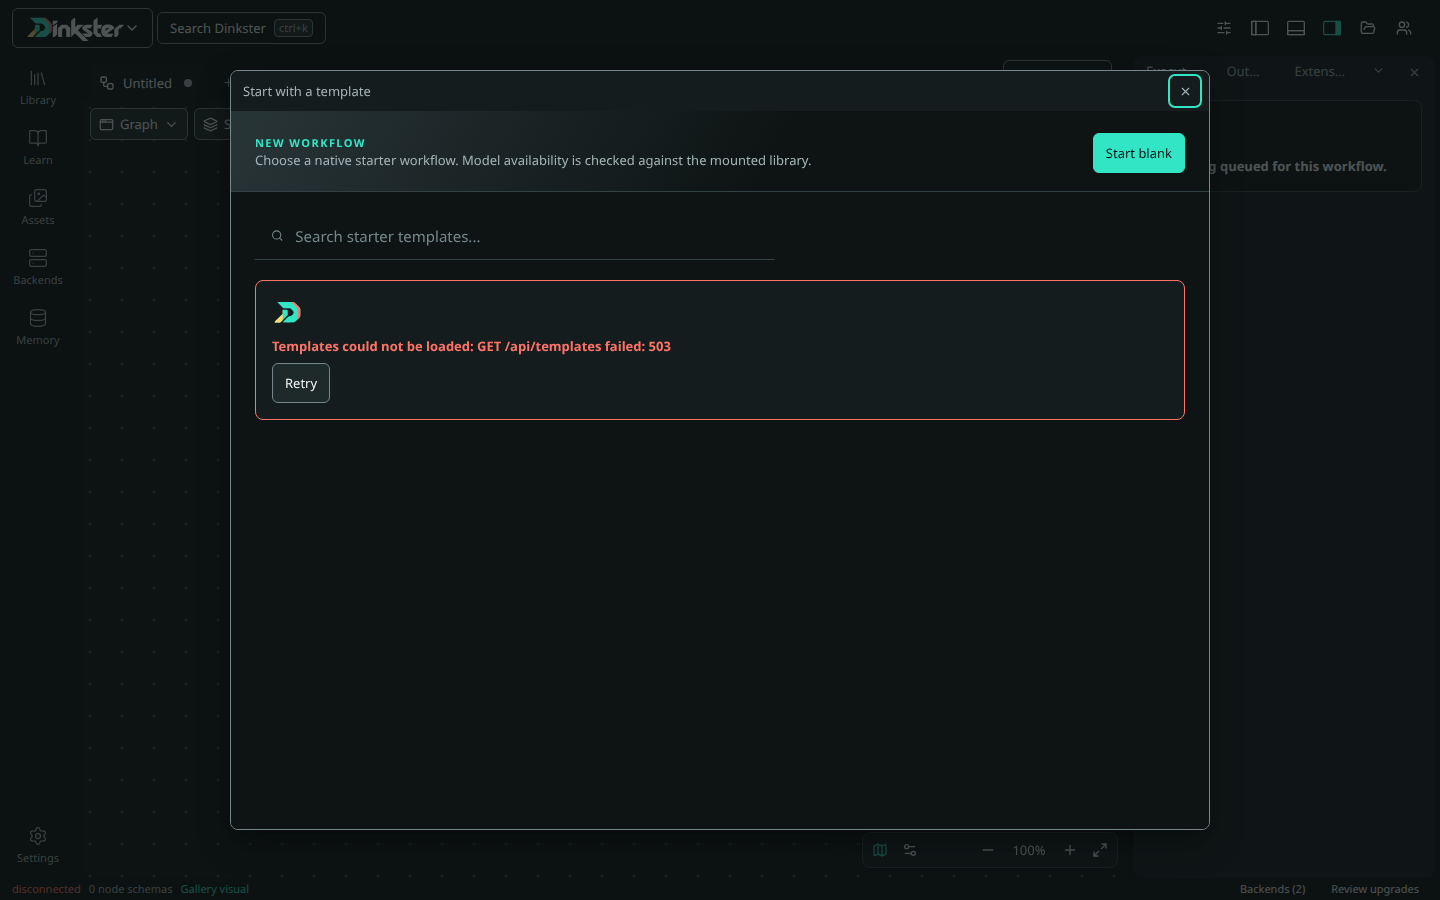 Dinkster
Search Dinkster ctrl+k
Library
Learn
Assets
Backends
Memory
Settings
Untitled
Graph
Start with a template
NEW WORKFLOW
Choose a native starter workflow. Model availability is checked against the mounted library.
Start blank
Search starter templates...
Templates could not be loaded: GET /api/templates failed: 503
Retry
Out...
Extens...
queued for this workflow.
100%
disconnected 0 node schemas Gallery visual
Backends (2) Review upgrades